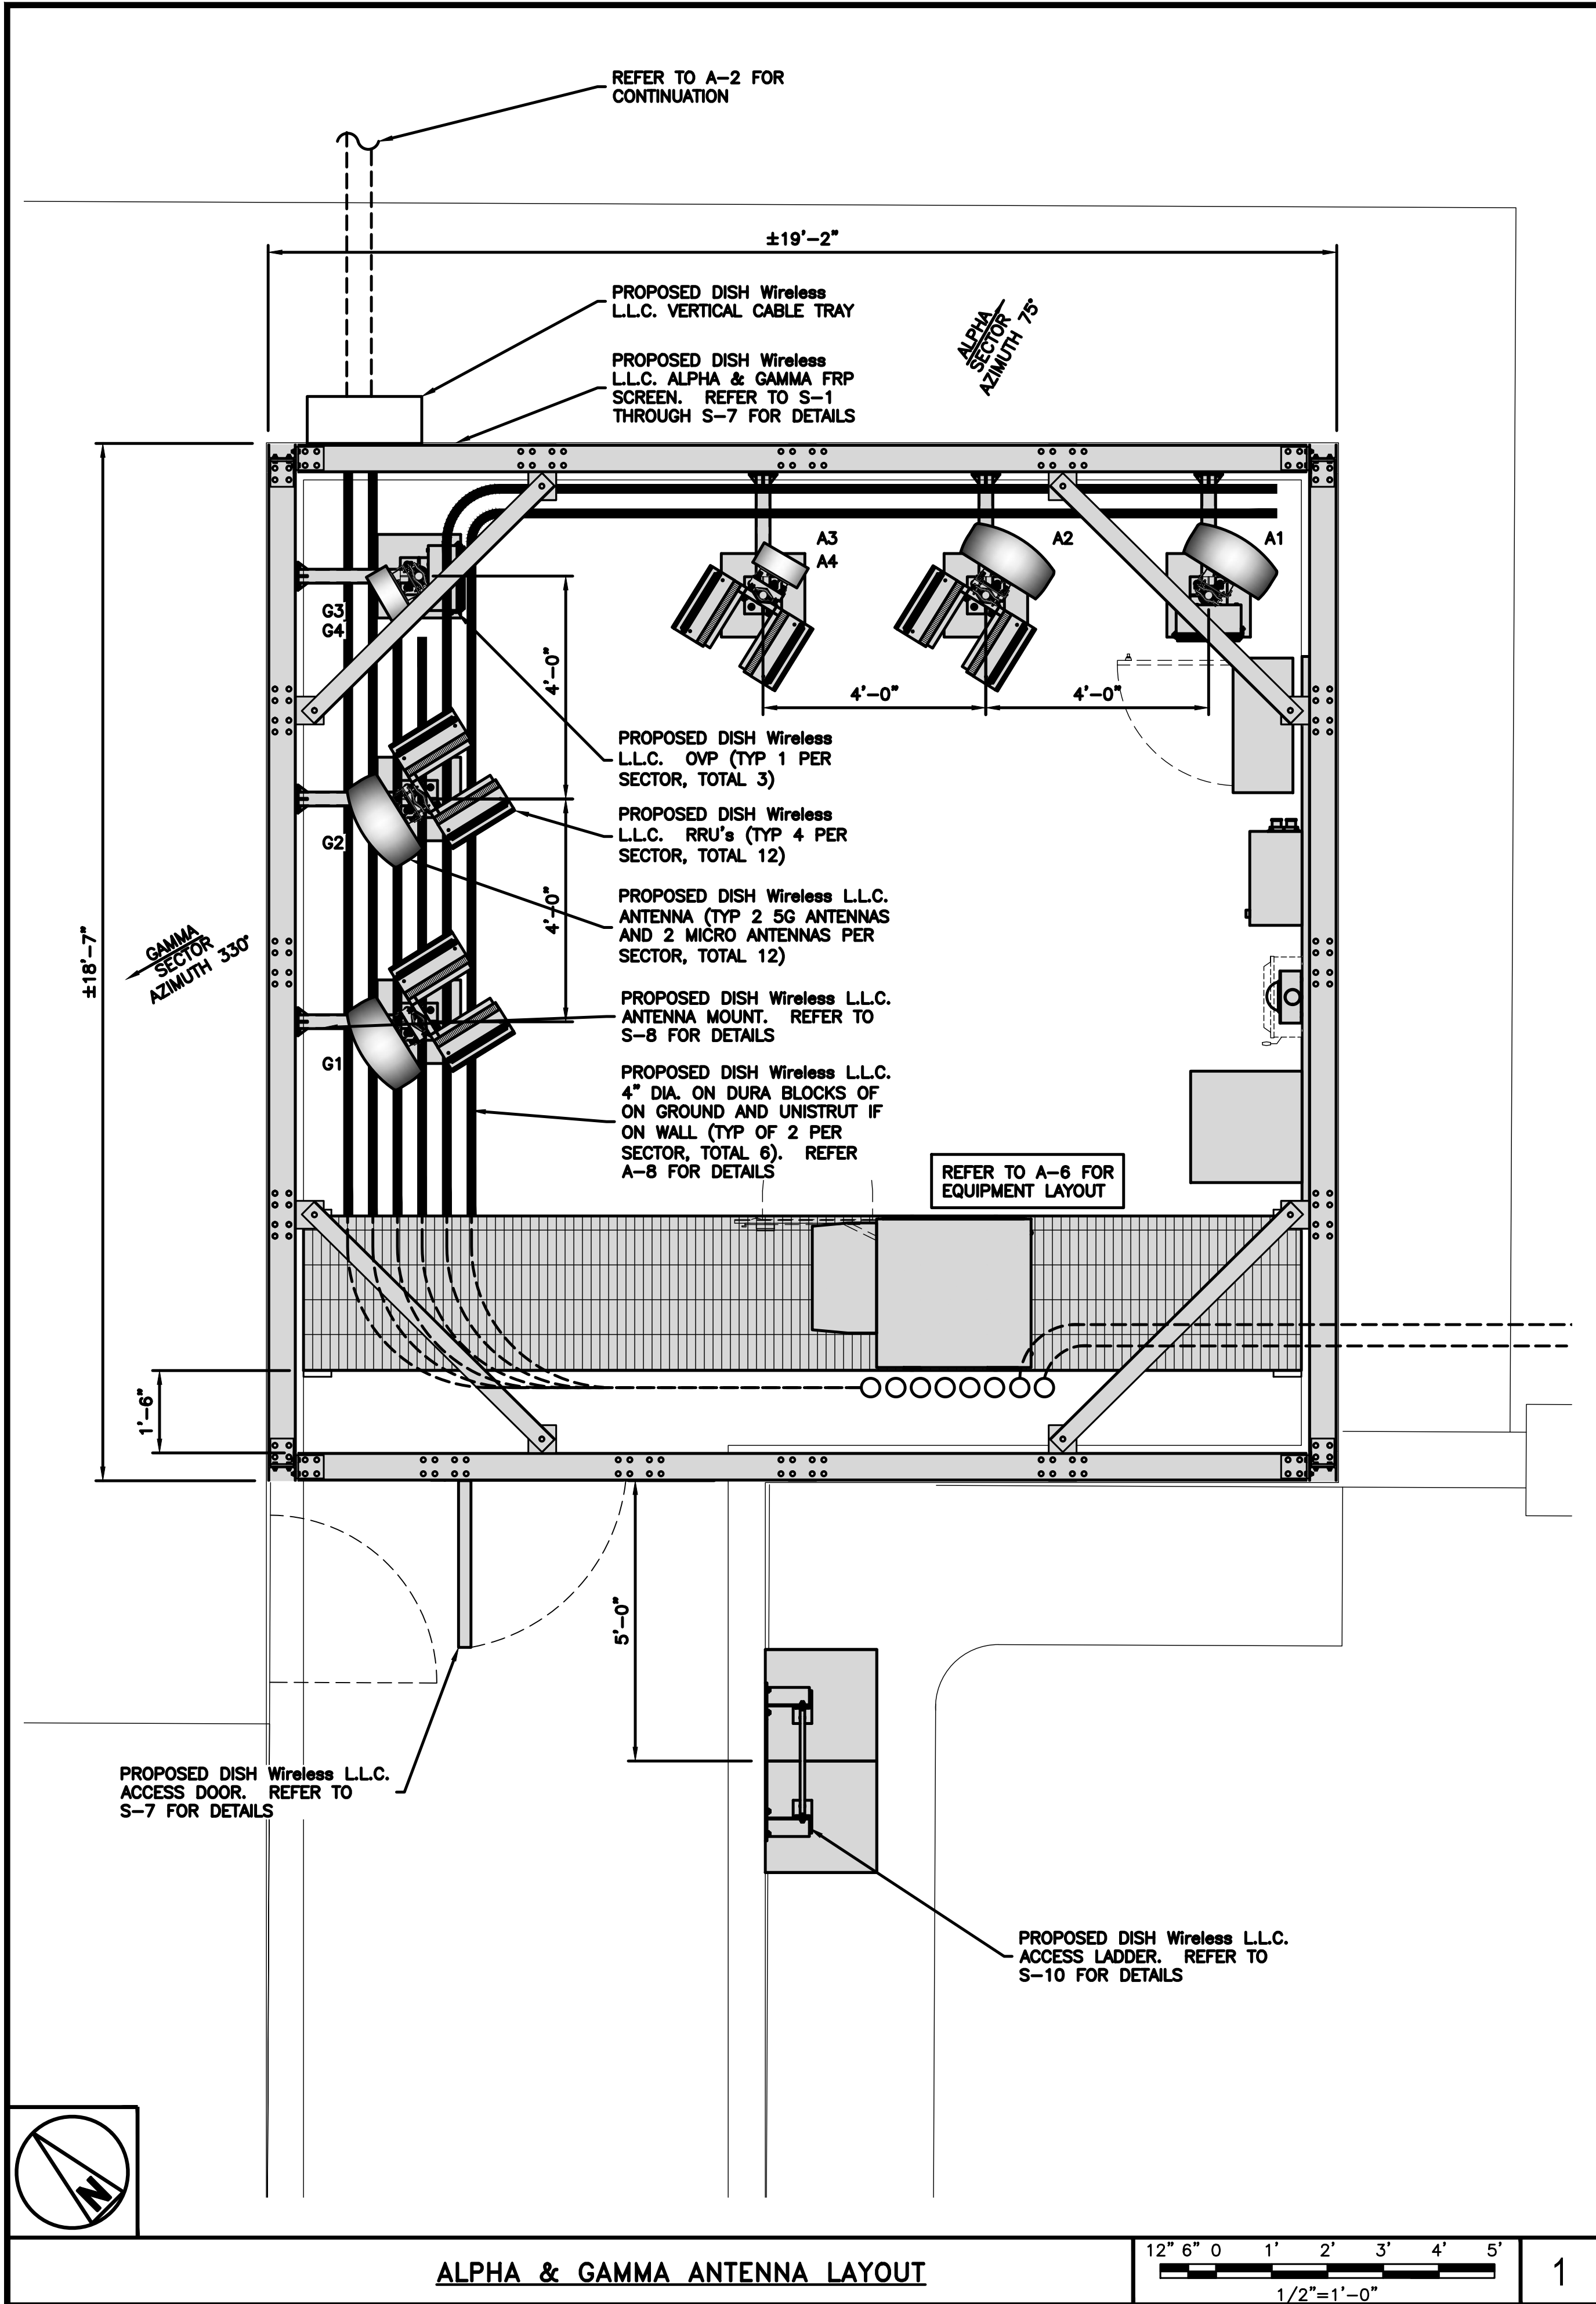 REFER TO A-2 FOR
CONTINUATION
±19'-2"
PROPOSED DISH Wireless
L.L.C. VERTICAL CABLE TRAY
ALPHA
SECTOR
AZIMUTH 75°
PROPOSED DISH Wireless
L.L.C. ALPHA & GAMMA FRP
SCREEN. REFER TO S-1
THROUGH S-7 FOR DETAILS
A3
A4
A2
A1
G3
G4
4'-0"
4'-0"
4'-0"
PROPOSED DISH Wireless
L.L.C. OVP (TYP 1 PER
SECTOR, TOTAL 3)
PROPOSED DISH Wireless
L.L.C. RRU's (TYP 4 PER
SECTOR, TOTAL 12)
G2
4'-0"
PROPOSED DISH Wireless L.L.C.
ANTENNA (TYP 2 5G ANTENNAS
AND 2 MICRO ANTENNAS PER
SECTOR, TOTAL 12)
±18'-7"
GAMMA
SECTOR
AZIMUTH 330°
PROPOSED DISH Wireless L.L.C.
ANTENNA MOUNT. REFER TO
S-8 FOR DETAILS
G1
PROPOSED DISH Wireless L.L.C.
4" DIA. ON DURA BLOCKS OF
ON GROUND AND UNISTRUT IF
ON WALL (TYP OF 2 PER
SECTOR, TOTAL 6). REFER
A-8 FOR DETAILS
REFER TO A-6 FOR
EQUIPMENT LAYOUT
1'-6"
5'-0"
PROPOSED DISH Wireless L.L.C.
ACCESS DOOR. REFER TO
S-7 FOR DETAILS
PROPOSED DISH Wireless L.L.C.
ACCESS LADDER. REFER TO
S-10 FOR DETAILS
N
ALPHA & GAMMA ANTENNA LAYOUT
12" 6" 0 1' 2' 3' 4' 5'
1/2"=1'-0"
1